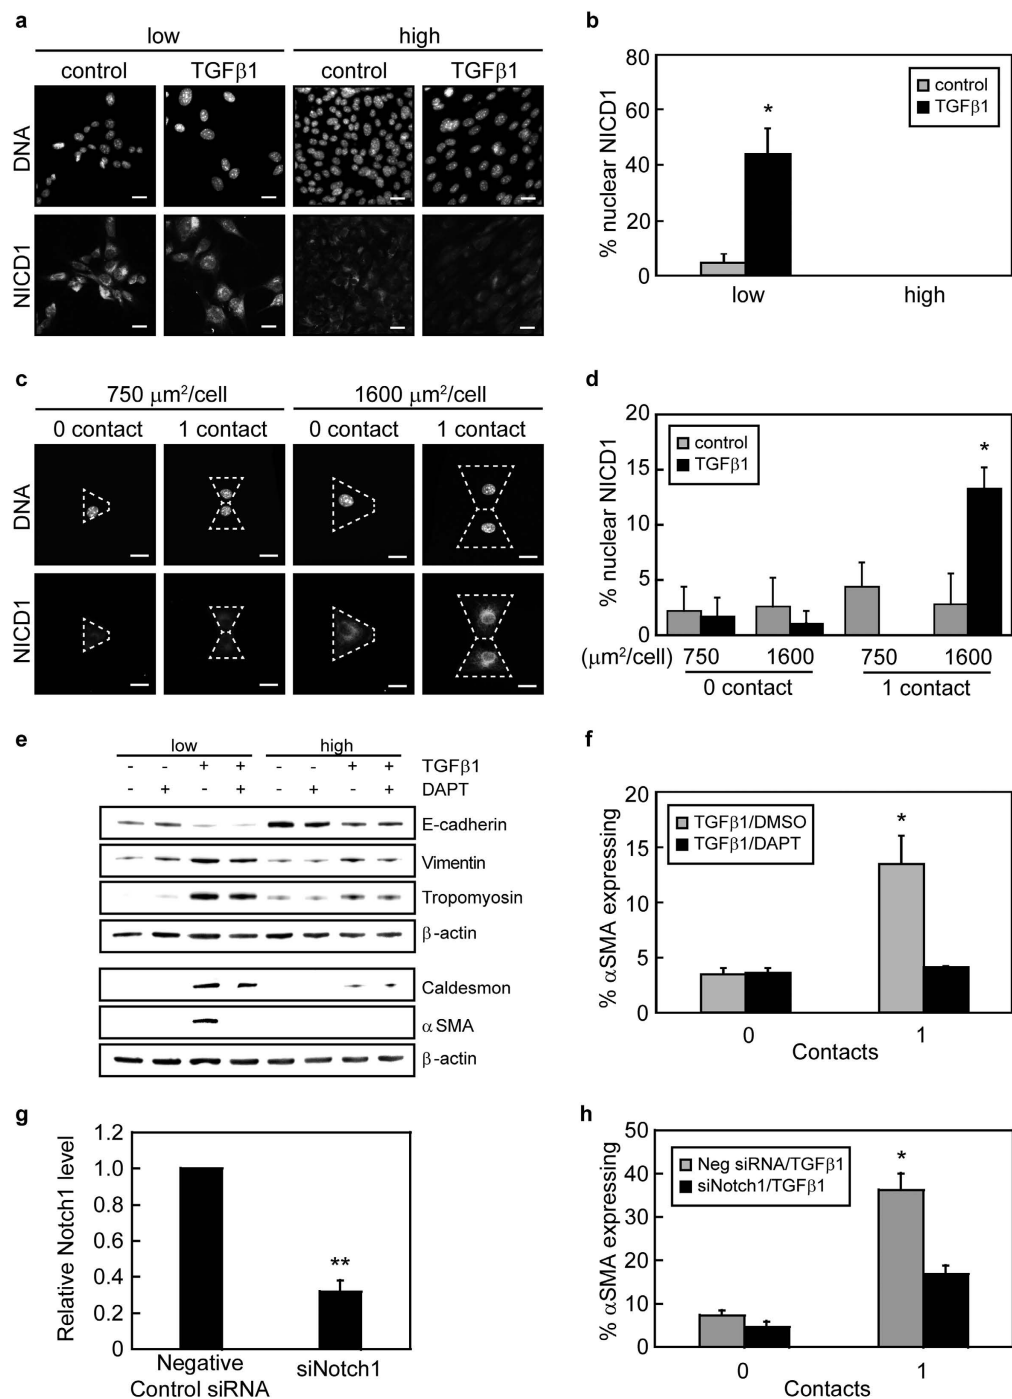 a
low high
control TGFβ1 control TGFβ1
DNA
NICD1
b
% nuclear NICD1
80
60
40
20
0
control
TGFβ1
*
low high
c
750 μm²/cell 1600 μm²/cell
0 contact 1 contact 0 contact 1 contact
DNA
NICD1
d
% nuclear NICD1
20
15
10
5
0
control
TGFβ1
*
(μm²/cell) 750 1600 750 1600
0 contact 1 contact
e
low high
- - + + - - + + TGFβ1
- + - + - + - + DAPT
E-cadherin
Vimentin
Tropomyosin
β-actin
Caldesmon
αSMA
β-actin
f
% αSMA expressing
20
15
10
5
0
TGFβ1/DMSO
TGFβ1/DAPT
*
0 1
Contacts
g
Relative Notch1 level
1.2
1.0
0.8
0.6
0.4
0.2
0
**
Negative siNotch1
Control siRNA
h
% αSMA expressing
50
40
30
20
10
0
Neg siRNA/TGFβ1
siNotch1/TGFβ1
*
0 1
Contacts